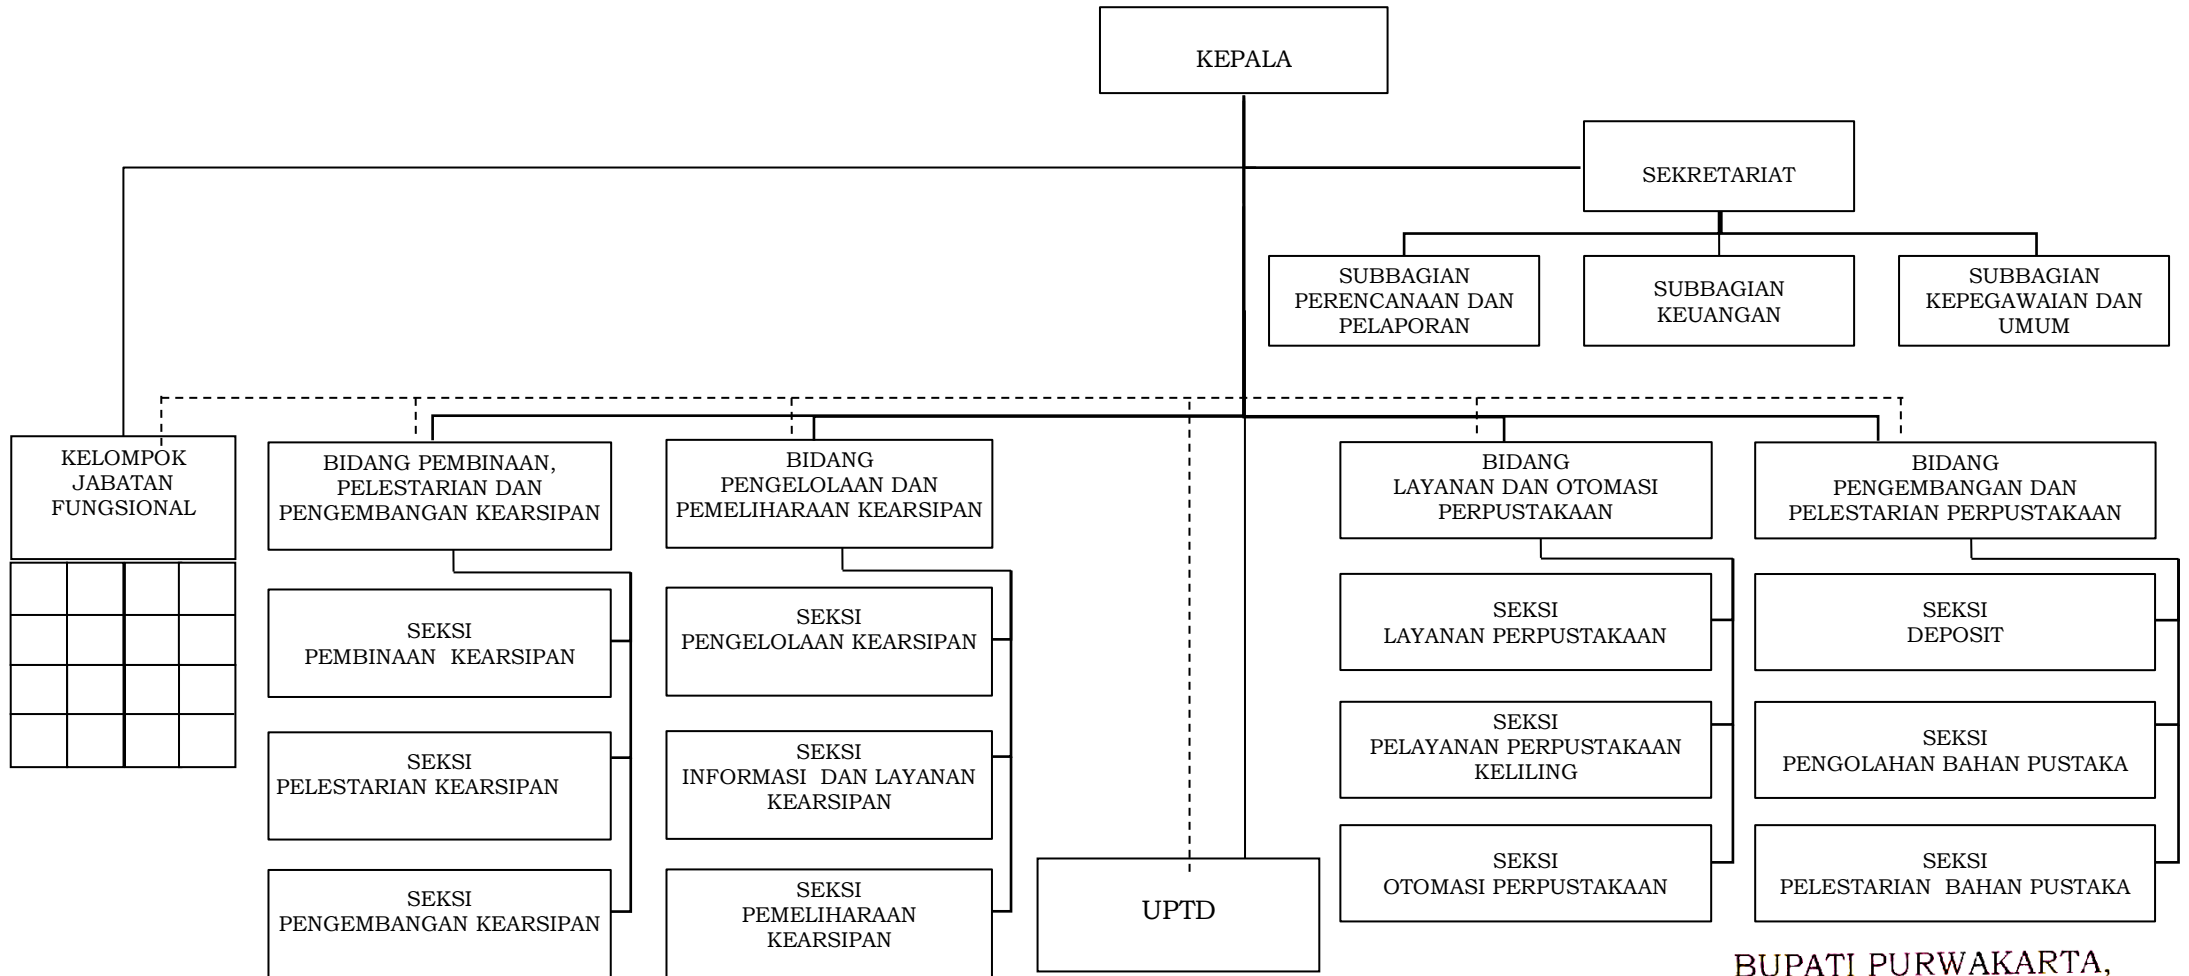 KEPALA
SEKRETARIAT
SUBBAGIAN
PERENCANAAN DAN
PELAPORAN
SUBBAGIAN
KEUANGAN
SUBBAGIAN
KEPEGAWAIAN DAN
UMUM
KELOMPOK
JABATAN
FUNGSIONAL
BIDANG PEMBINAAN,
PELESTARIAN DAN
PENGEMBANGAN KEARSIPAN
SEKSI
PEMBINAAN KEARSIPAN
SEKSI
PELESTARIAN KEARSIPAN
SEKSI
PENGEMBANGAN KEARSIPAN
BIDANG
PENGELOLAAN DAN
PEMELIHARAAN KEARSIPAN
SEKSI
PENGELOLAAN KEARSIPAN
SEKSI
INFORMASI DAN LAYANAN
KEARSIPAN
SEKSI
PEMELIHARAAN
KEARSIPAN
UPTD
BIDANG
LAYANAN DAN OTOMASI
PERPUSTAKAAN
SEKSI
LAYANAN PERPUSTAKAAN
SEKSI
PELAYANAN PERPUSTAKAAN
KELILING
SEKSI
OTOMASI PERPUSTAKAAN
BIDANG
PENGEMBANGAN DAN
PELESTARIAN PERPUSTAKAAN
SEKSI
DEPOSIT
SEKSI
PENGOLAHAN BAHAN PUSTAKA
SEKSI
PELESTARIAN BAHAN PUSTAKA
BUPATI PURWAKARTA,